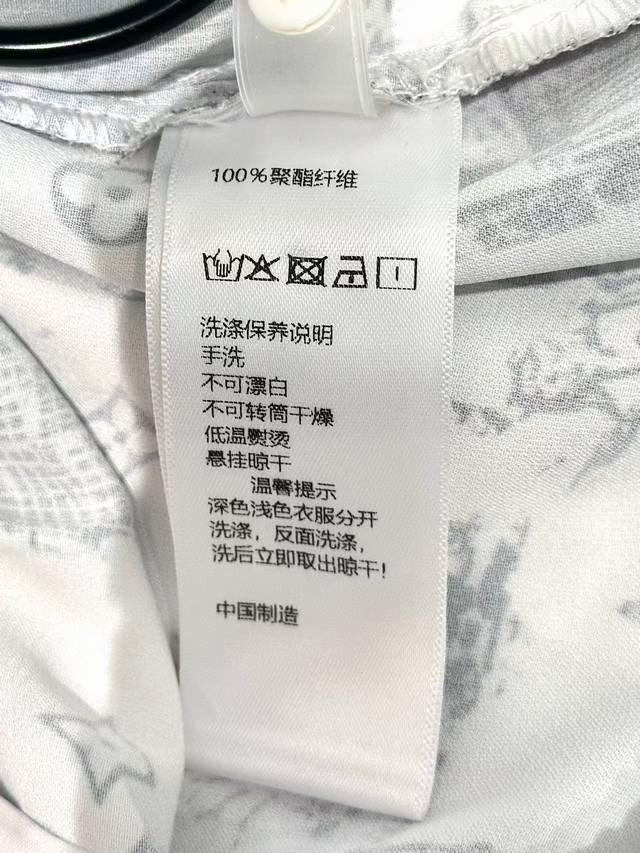 100%聚酯纤维
洗涤保养说明
手洗
不可漂白
不可转筒干燥
低温熨烫
悬挂晾干
温馨提示
深色浅色衣服分开
洗涤，反面洗涤，
洗后立即取出晾干!
中国制造